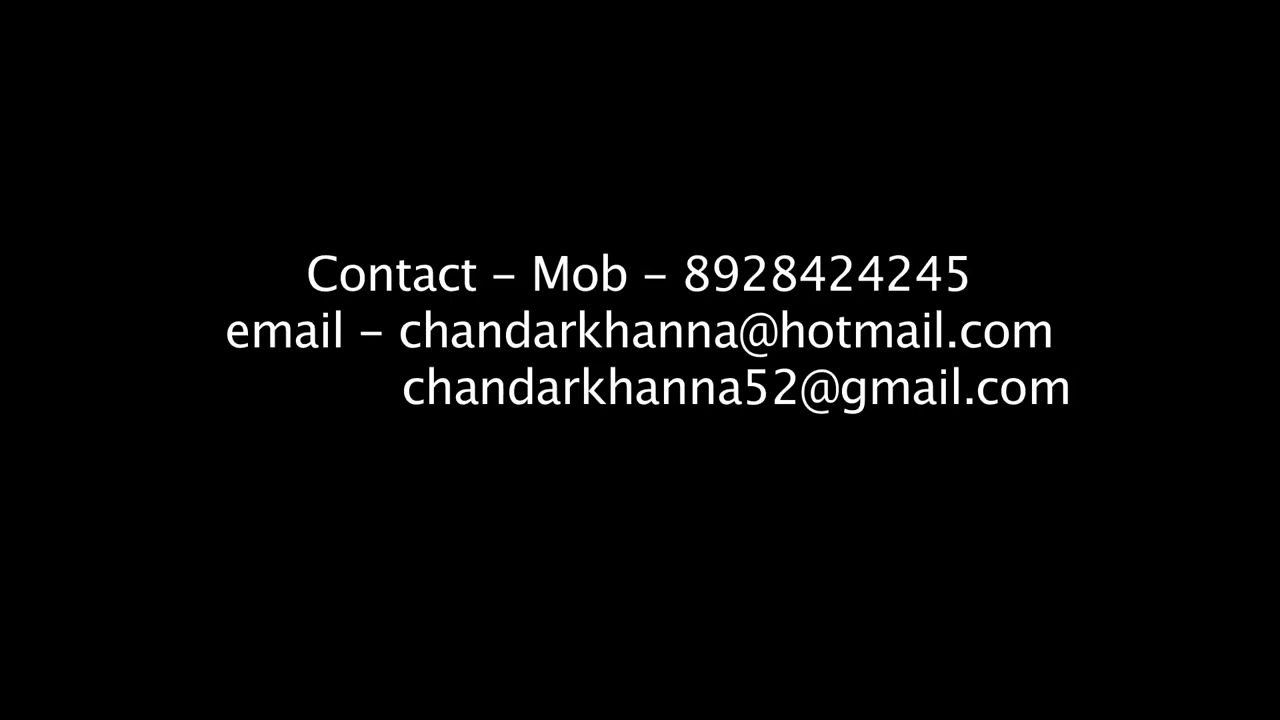 Contact – Mob – 8928424245
email – chandarkhanna@hotmail.com
chandarkhanna52@gmail.com